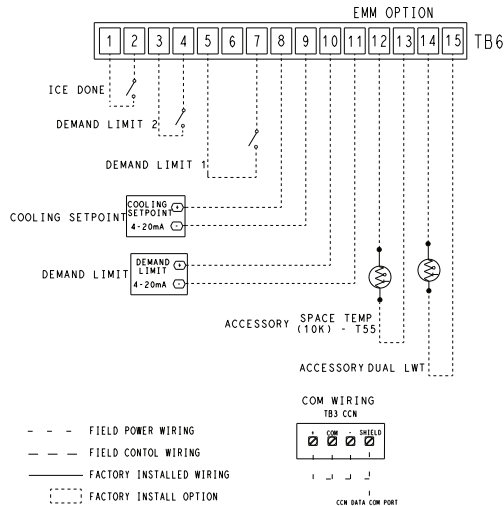 EMM OPTION
1 2 3 4 5 6 7 8 9 10 11 12 13 14 15 TB6
ICE DONE
DEMAND LIMIT 2
DEMAND LIMIT 1
COOLING SETPOINT
COOLING
SETPOINT +
4-20mA -
DEMAND LIMIT
DEMAND
LIMIT +
4-20mA -
ACCESSORY SPACE TEMP
(10K) - T55
ACCESSORY DUAL LWT
COM WIRING
TB3 CCN
+ COM - SHIELD
CCN DATA COM PORT
FIELD POWER WIRING
FIELD CONTOL WIRING
FACTORY INSTALLED WIRING
FACTORY INSTALL OPTION